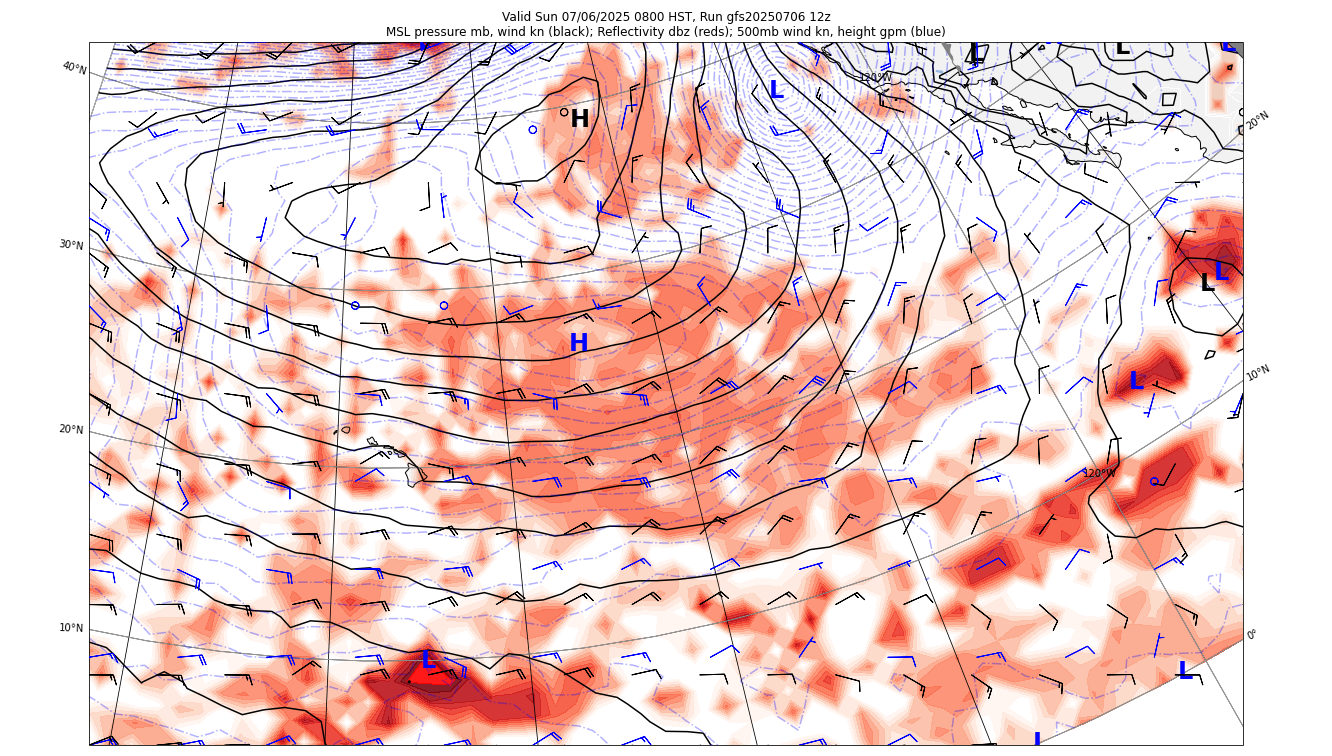 Valid Sun 07/06/2025 0800 HST, Run gfs20250706 12z
MSL pressure mb, wind kn (black); Reflectivity dbz (reds); 500mb wind kn, height gpm (blue)
L L L L
40°N 120°W
L
H 20°N
30°N
L
L
H
10°N
L
20°N
120°W
10°N 0°
L L
L